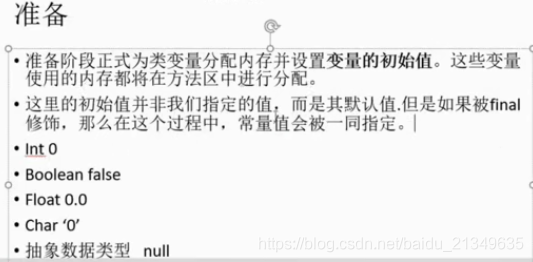 准备
• 准备阶段正式为类变量分配内存并设置变量的初始值。这些变量
使用的内存都将在方法区中进行分配。
• 这里的初始值并非我们指定的值，而是其默认值.但是如果被final
修饰，那么在这个过程中，常量值会被一同指定。
• Int 0
• Boolean false
• Float 0.0
• Char ‘0’
• 抽象数据类型 null
https://blog.csdn.net/baidu_21349635